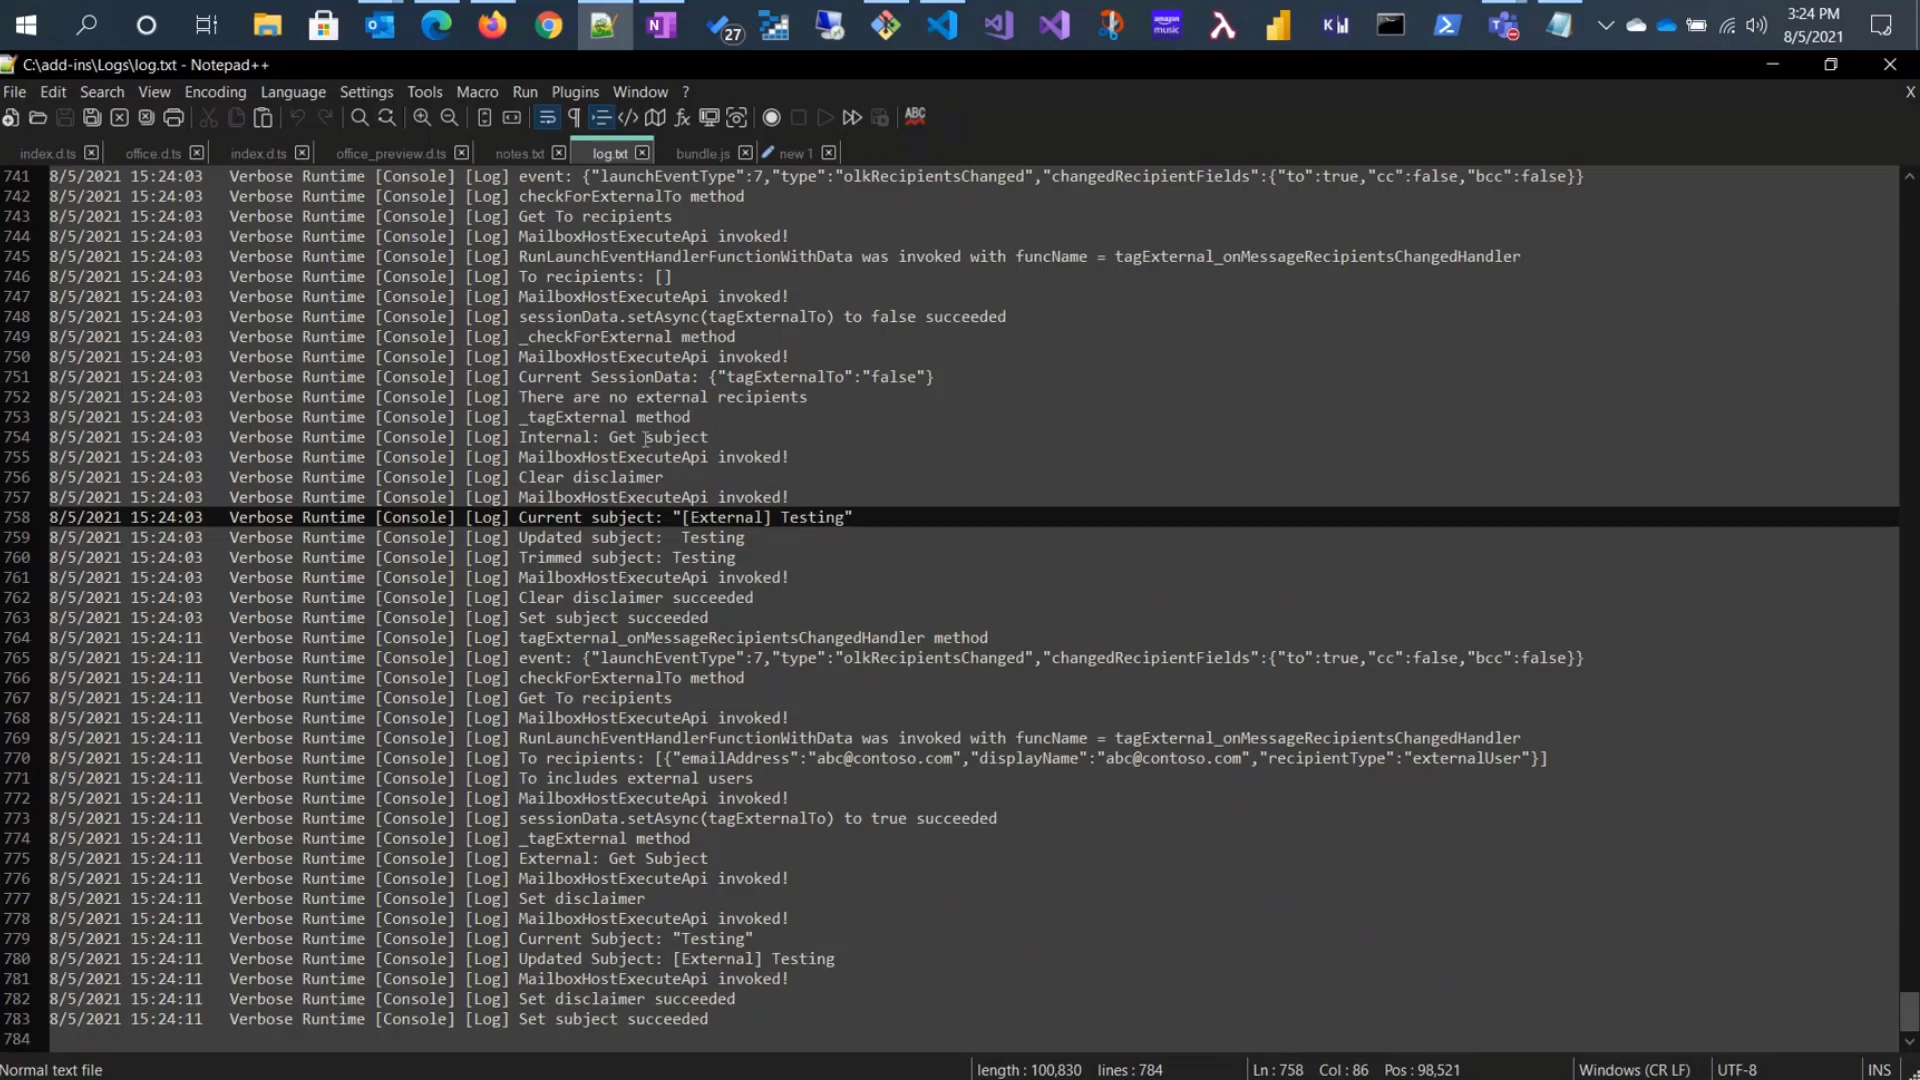 27
3:24 PM
8/5/2021
C:\add-ins\Logs\log.txt - Notepad++
File Edit Search View Encoding Language Settings Tools Macro Run Plugins Window ? X
index.d.ts office.d.ts index.d.ts office_preview.d.ts notes.txt log.txt bundle.js new 1
741 8/5/2021 15:24:03 Verbose Runtime [Console] [Log] event: {"launchEventType":7,"type":"olkRecipientsChanged","changedRecipientFields":{"to":true,"cc":false,"bcc":false}}
742 8/5/2021 15:24:03 Verbose Runtime [Console] [Log] checkForExternalTo method
743 8/5/2021 15:24:03 Verbose Runtime [Console] [Log] Get To recipients
744 8/5/2021 15:24:03 Verbose Runtime [Console] [Log] MailboxHostExecuteApi invoked!
745 8/5/2021 15:24:03 Verbose Runtime [Console] [Log] RunLaunchEventHandlerFunctionWithData was invoked with funcName = tagExternal_onMessageRecipientsChangedHandler
746 8/5/2021 15:24:03 Verbose Runtime [Console] [Log] To recipients: []
747 8/5/2021 15:24:03 Verbose Runtime [Console] [Log] MailboxHostExecuteApi invoked!
748 8/5/2021 15:24:03 Verbose Runtime [Console] [Log] sessionData.setAsync(tagExternalTo) to false succeeded
749 8/5/2021 15:24:03 Verbose Runtime [Console] [Log] _checkForExternal method
750 8/5/2021 15:24:03 Verbose Runtime [Console] [Log] MailboxHostExecuteApi invoked!
751 8/5/2021 15:24:03 Verbose Runtime [Console] [Log] Current SessionData: {"tagExternalTo":"false"}
752 8/5/2021 15:24:03 Verbose Runtime [Console] [Log] There are no external recipients
753 8/5/2021 15:24:03 Verbose Runtime [Console] [Log] _tagExternal method
754 8/5/2021 15:24:03 Verbose Runtime [Console] [Log] Internal: Get subject
755 8/5/2021 15:24:03 Verbose Runtime [Console] [Log] MailboxHostExecuteApi invoked!
756 8/5/2021 15:24:03 Verbose Runtime [Console] [Log] Clear disclaimer
757 8/5/2021 15:24:03 Verbose Runtime [Console] [Log] MailboxHostExecuteApi invoked!
758 8/5/2021 15:24:03 Verbose Runtime [Console] [Log] Current subject: "[External] Testing"
759 8/5/2021 15:24:03 Verbose Runtime [Console] [Log] Updated subject:  Testing
760 8/5/2021 15:24:03 Verbose Runtime [Console] [Log] Trimmed subject: Testing
761 8/5/2021 15:24:03 Verbose Runtime [Console] [Log] MailboxHostExecuteApi invoked!
762 8/5/2021 15:24:03 Verbose Runtime [Console] [Log] Clear disclaimer succeeded
763 8/5/2021 15:24:03 Verbose Runtime [Console] [Log] Set subject succeeded
764 8/5/2021 15:24:11 Verbose Runtime [Console] [Log] tagExternal_onMessageRecipientsChangedHandler method
765 8/5/2021 15:24:11 Verbose Runtime [Console] [Log] event: {"launchEventType":7,"type":"olkRecipientsChanged","changedRecipientFields":{"to":true,"cc":false,"bcc":false}}
766 8/5/2021 15:24:11 Verbose Runtime [Console] [Log] checkForExternalTo method
767 8/5/2021 15:24:11 Verbose Runtime [Console] [Log] Get To recipients
768 8/5/2021 15:24:11 Verbose Runtime [Console] [Log] MailboxHostExecuteApi invoked!
769 8/5/2021 15:24:11 Verbose Runtime [Console] [Log] RunLaunchEventHandlerFunctionWithData was invoked with funcName = tagExternal_onMessageRecipientsChangedHandler
770 8/5/2021 15:24:11 Verbose Runtime [Console] [Log] To recipients: [{"emailAddress":"abc@contoso.com","displayName":"abc@contoso.com","recipientType":"externalUser"}]
771 8/5/2021 15:24:11 Verbose Runtime [Console] [Log] To includes external users
772 8/5/2021 15:24:11 Verbose Runtime [Console] [Log] MailboxHostExecuteApi invoked!
773 8/5/2021 15:24:11 Verbose Runtime [Console] [Log] sessionData.setAsync(tagExternalTo) to true succeeded
774 8/5/2021 15:24:11 Verbose Runtime [Console] [Log] _tagExternal method
775 8/5/2021 15:24:11 Verbose Runtime [Console] [Log] External: Get Subject
776 8/5/2021 15:24:11 Verbose Runtime [Console] [Log] MailboxHostExecuteApi invoked!
777 8/5/2021 15:24:11 Verbose Runtime [Console] [Log] Set disclaimer
778 8/5/2021 15:24:11 Verbose Runtime [Console] [Log] MailboxHostExecuteApi invoked!
779 8/5/2021 15:24:11 Verbose Runtime [Console] [Log] Current Subject: "Testing"
780 8/5/2021 15:24:11 Verbose Runtime [Console] [Log] Updated Subject: [External] Testing
781 8/5/2021 15:24:11 Verbose Runtime [Console] [Log] MailboxHostExecuteApi invoked!
782 8/5/2021 15:24:11 Verbose Runtime [Console] [Log] Set disclaimer succeeded
783 8/5/2021 15:24:11 Verbose Runtime [Console] [Log] Set subject succeeded
784
Normal text file length : 100,830 lines : 784 Ln : 758 Col : 86 Pos : 98,521 Windows (CR LF) UTF-8 INS